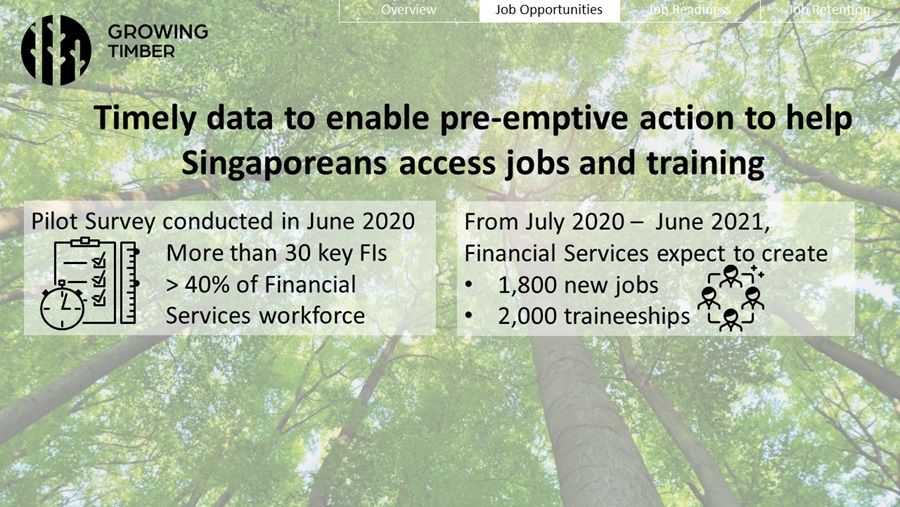 Overview
Job Opportunities
Job Readiness
Job Retention
GROWING
TIMBER
Timely data to enable pre-emptive action to help
Singaporeans access jobs and training
Pilot Survey conducted in June 2020
More than 30 key FIs
> 40% of Financial
Services workforce
From July 2020 – June 2021,
Financial Services expect to create
• 1,800 new jobs
• 2,000 traineeships